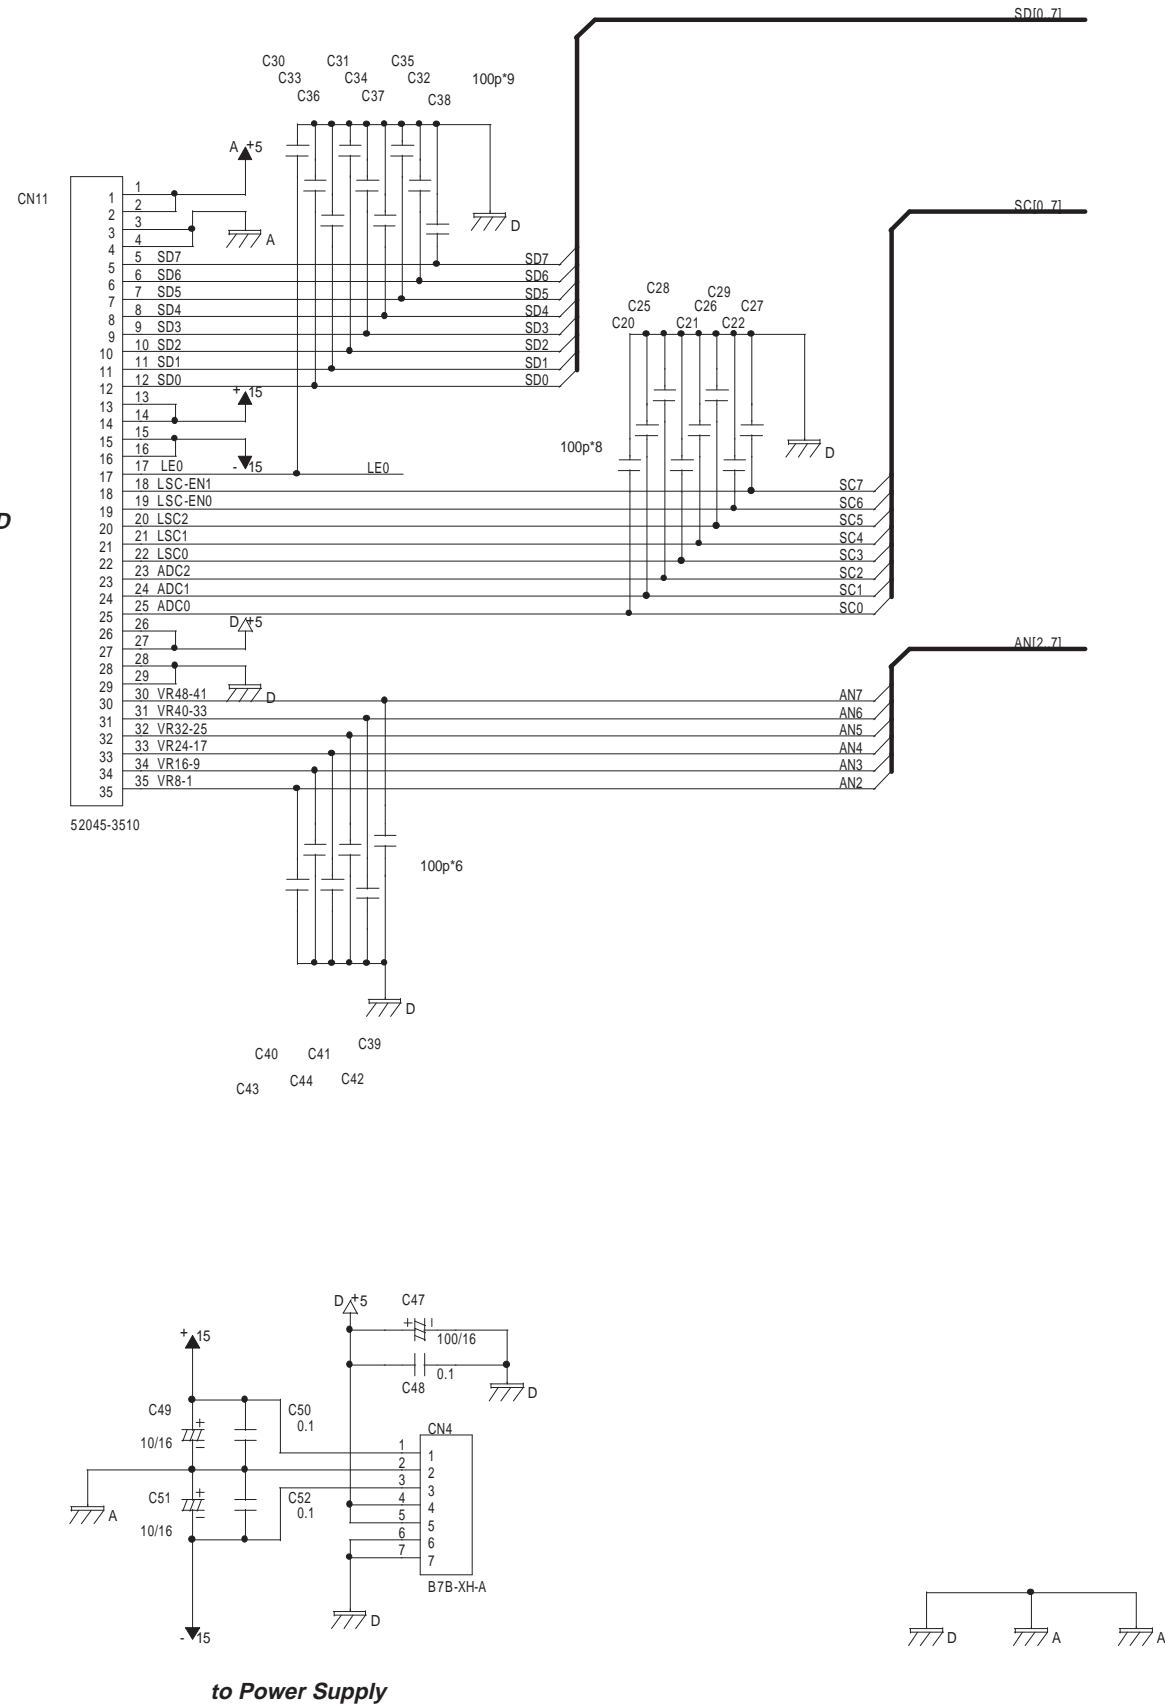 SD[0..7]
C30 C31 C35
C33 C34 C32 100p*9
C36 C37 C38
A +5
CN11
SC[0..7]
1 1
2 2
3 3
4 4
A
D
5 5 SD7 SD7
6 6 SD6 SD6
7 7 SD5 SD5
8 8 SD4 SD4
9 9 SD3 SD3
10 10 SD2 SD2
11 11 SD1 SD1
12 12 SD0 SD0
C28 C29
C25 C26 C27
C20 C21 C22
13 13
+15
14 14
15 15
16 16
-15
100p*8
D
17 17 LE0 LE0
18 18 LSC-EN1 SC7
19 19 LSC-EN0 SC6
D
20 20 LSC2 SC5
21 21 LSC1 SC4
22 22 LSC0 SC3
23 23 ADC2 SC2
24 24 ADC1 SC1
25 25 ADC0 SC0
26 26
D +5
27 27
28 28
29 29
D
AN[2..7]
30 30 VR48-41 AN7
31 31 VR40-33 AN6
32 32 VR32-25 AN5
33 33 VR24-17 AN4
34 34 VR16-9 AN3
35 35 VR8-1 AN2
52045-3510
100p*6
D
C39
C40 C41
C43 C44 C42
D +5 C47
+15
+ -
100/16
C48 0.1
D
C49 + -
10/16
C50
0.1
CN4
1 1
2 2
3 3
4 4
5 5
6 6
7 7
A
C51 + -
10/16
C52
0.1
B7B-XH-A
D
-15
D A A
to Power Supply